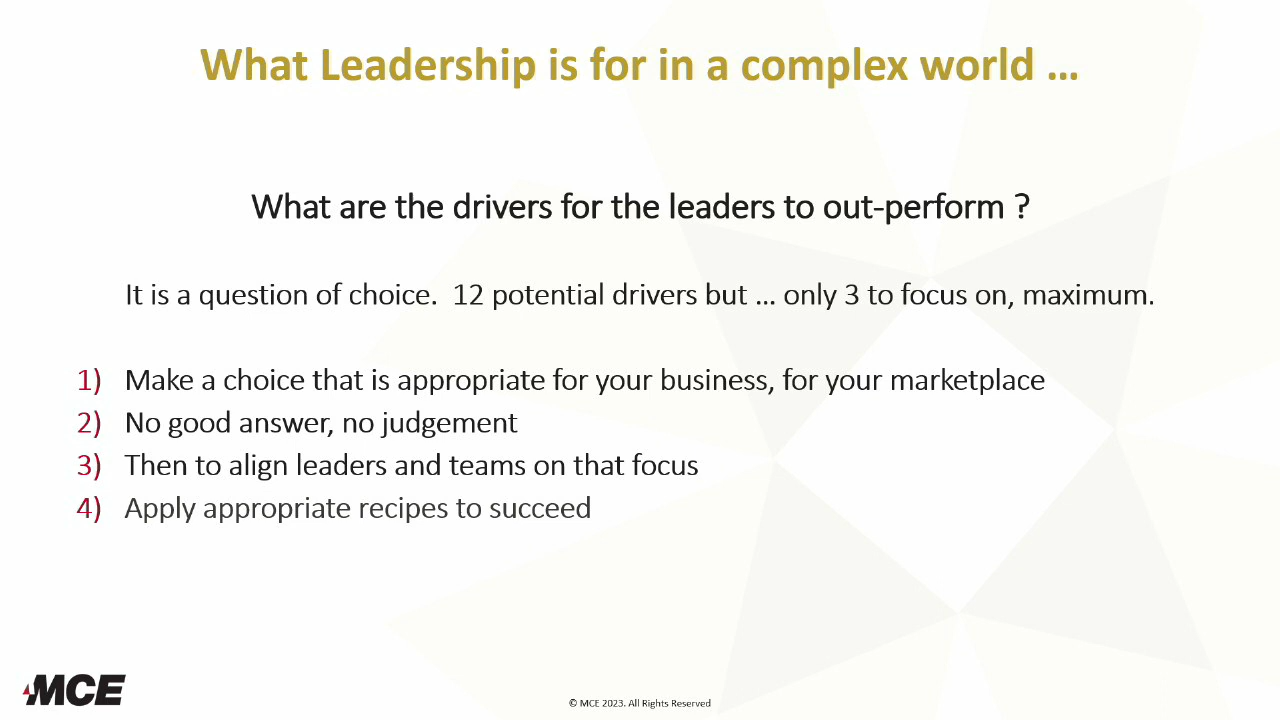 What Leadership is for in a complex world ...
What are the drivers for the leaders to out-perform ?
It is a question of choice.  12 potential drivers but ... only 3 to focus on, maximum.
1) Make a choice that is appropriate for your business, for your marketplace
2) No good answer, no judgement
3) Then to align leaders and teams on that focus
4) Apply appropriate recipes to succeed
MCE
© MCE 2023. All Rights Reserved